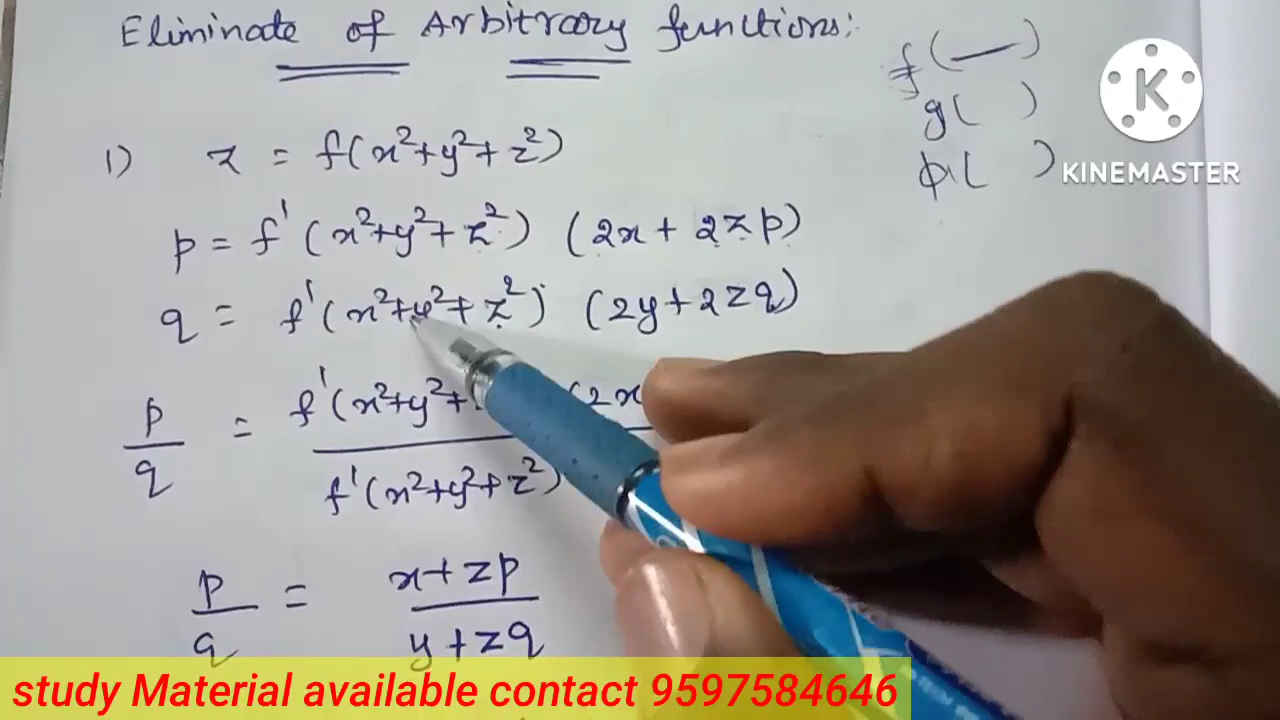 Eliminate of Arbitrary functions:
f( — )
g( )
ϕ( )
KINEMASTER
1) z = f(x²+y²+z²)
p = f'(x²+y²+z²) (2x+2zp)
q = f'(x²+y²+z²) (2y+2zq)
p/q = f'(x²+y²+ (2x / f'(x²+y²+z²)
p/q = x+zp / y+zq
study Material available contact 9597584646